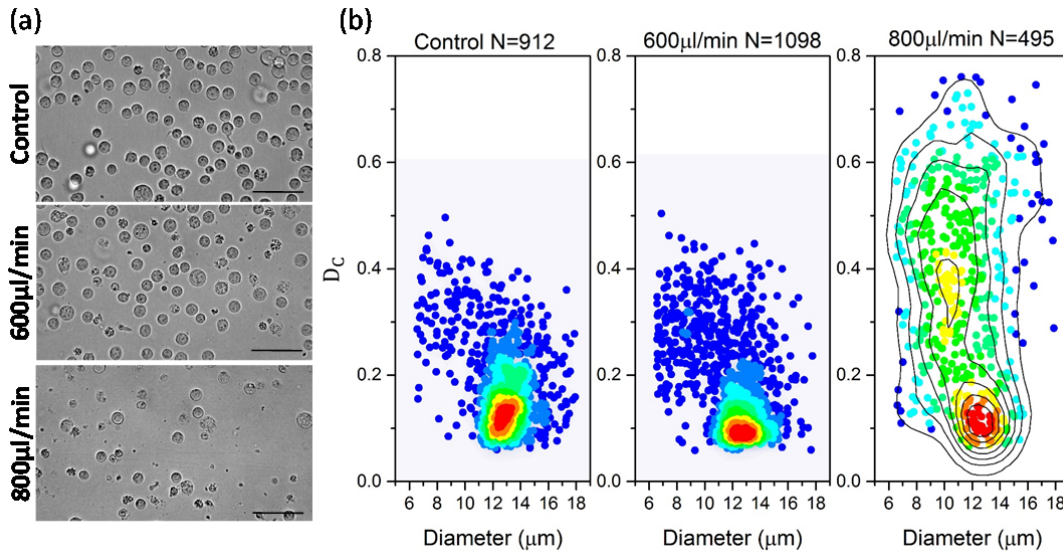 (a)
Control
600μl/min
800μl/min
(b)
Control N=912
600μl/min N=1098
800μl/min N=495
D_C
0.8
0.6
0.4
0.2
0.0
6 8 10 12 14 16 18
Diameter (μm)
0.8
0.6
0.4
0.2
0.0
6 8 10 12 14 16 18
Diameter (μm)
0.8
0.6
0.4
0.2
0.0
6 8 10 12 14 16 18
Diameter (μm)